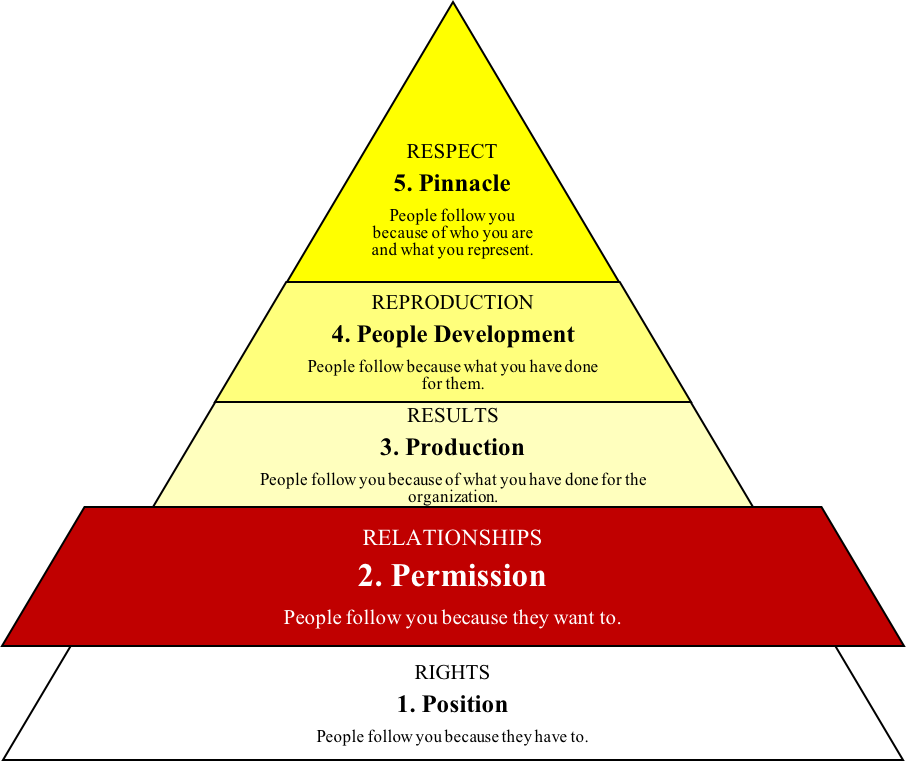 RESPECT
5. Pinnacle
People follow you
because of who you are
and what you represent.
REPRODUCTION
4. People Development
People follow because what you have done
for them.
RESULTS
3. Production
People follow you because of what you have done for the
organization.
RELATIONSHIPS
2. Permission
People follow you because they want to.
RIGHTS
1. Position
People follow you because they have to.